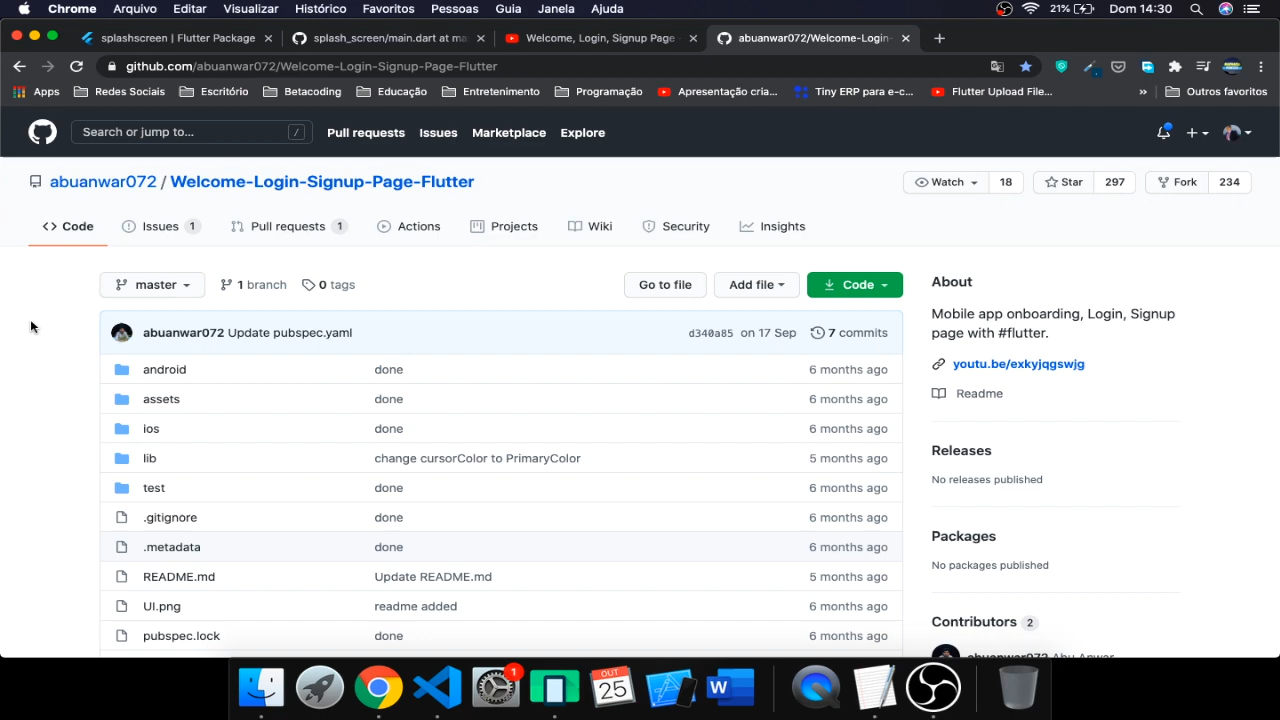 Chrome Arquivo Editar Visualizar Histórico Favoritos Pessoas Guia Janela Ajuda 21% Dom 14:30
splashscreen | Flutter Package splash_screen/main.dart at ma Welcome, Login, Signup Page - abuanwar072/Welcome-Login-
github.com/abuanwar072/Welcome-Login-Signup-Page-Flutter
Apps Redes Sociais Escritório Betacoding Educação Entretenimento Programação Apresentação cria... Tiny ERP para e-c... Flutter Upload File... » Outros favoritos
Search or jump to... / Pull requests Issues Marketplace Explore
abuanwar072 / Welcome-Login-Signup-Page-Flutter Watch 18 Star 297 Fork 234
Code Issues 1 Pull requests 1 Actions Projects Wiki Security Insights
master 1 branch 0 tags Go to file Add file Code
abuanwar072 Update pubspec.yaml d340a85 on 17 Sep 7 commits
android done 6 months ago
assets done 6 months ago
ios done 6 months ago
lib change cursorColor to PrimaryColor 5 months ago
test done 6 months ago
.gitignore done 6 months ago
.metadata done 6 months ago
README.md Update README.md 5 months ago
UI.png readme added 6 months ago
pubspec.lock done 6 months ago
About
Mobile app onboarding, Login, Signup
page with #flutter.
youtu.be/exkyjqgswjg
Readme
Releases
No releases published
Packages
No packages published
Contributors 2
abuanwar072 Abu Anwar
1
OUT
25
W